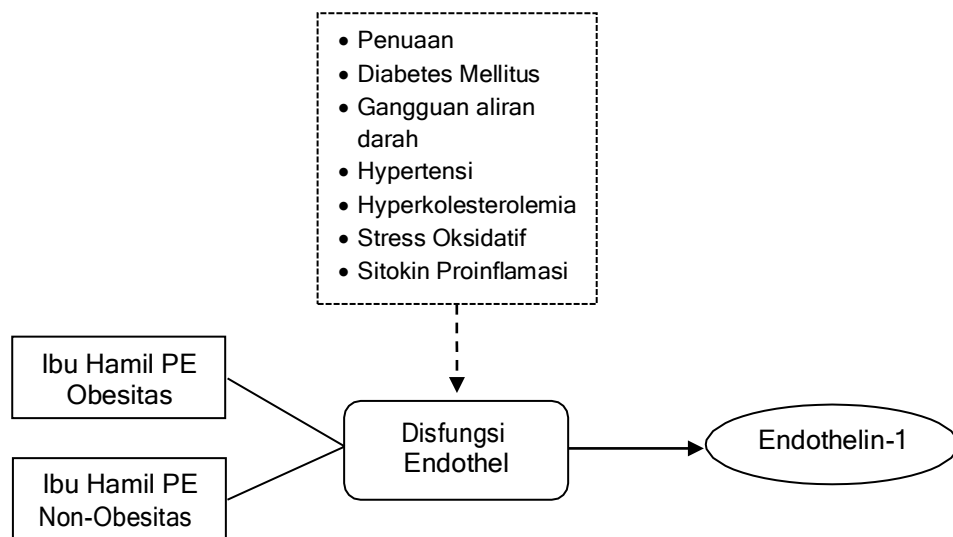 • Penuaan
• Diabetes Mellitus
• Gangguan aliran
darah
• Hypertensi
• Hyperkolesterolemia
• Stress Oksidatif
• Sitokin Proinflamasi
Ibu Hamil PE
Obesitas
Disfungsi
Endothel
Endothelin-1
Ibu Hamil PE
Non-Obesitas